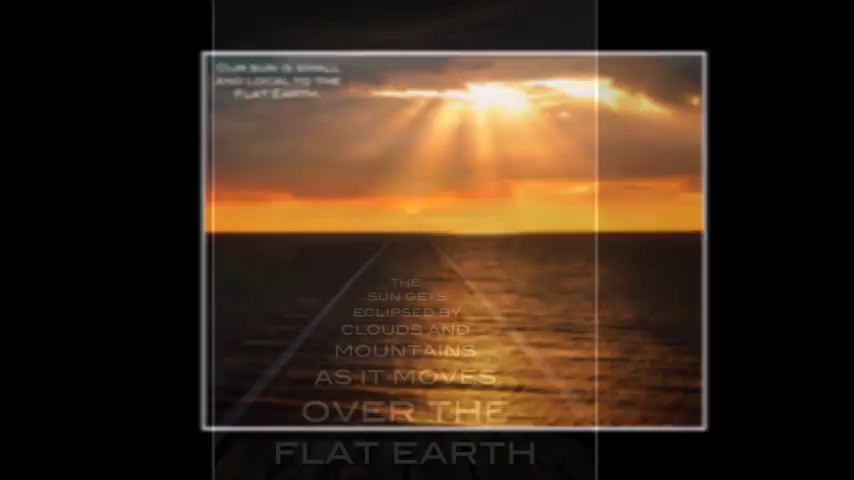 OUR SUN IS SMALL
AND LOCAL TO THE
FLAT EARTH
THE
SUN GETS
ECLIPSED BY
CLOUDS AND
MOUNTAINS
AS IT MOVES
OVER THE
FLAT EARTH